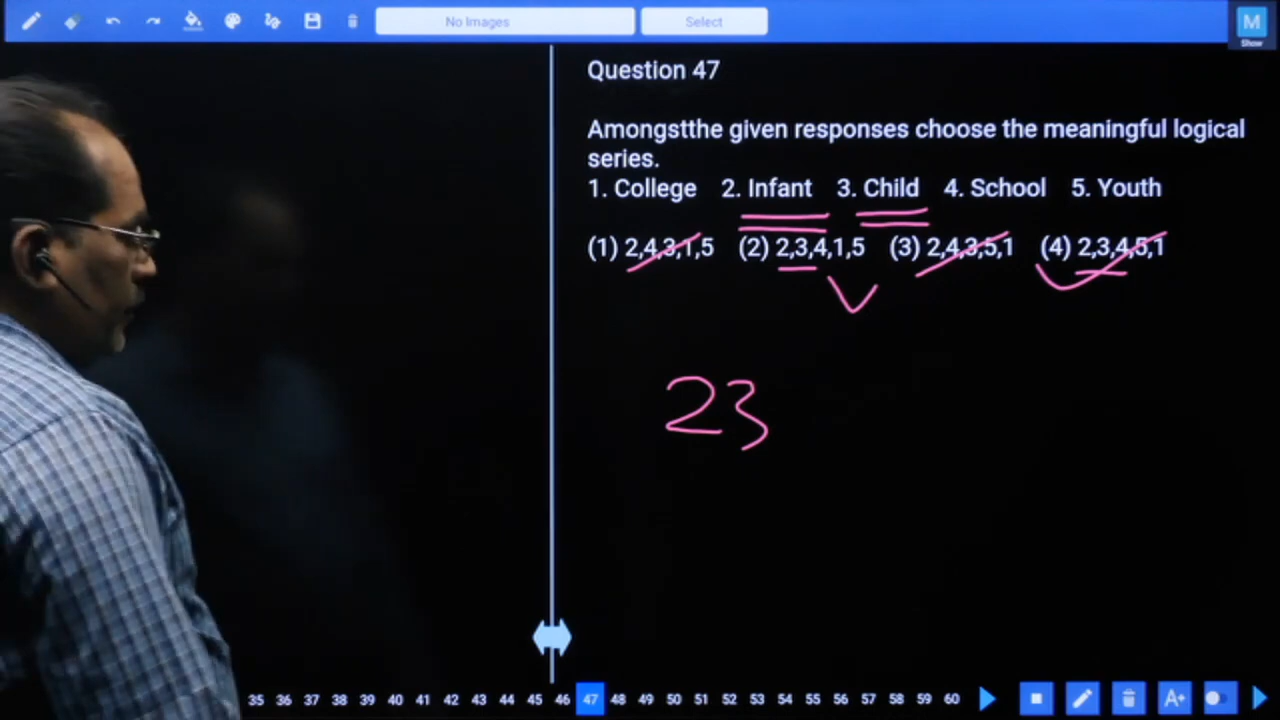 No Images
Select
M
Show
Question 47
Amongstthe given responses choose the meaningful logical
series.
1. College 2. Infant 3. Child 4. School 5. Youth
(1) 2,4,3,1,5 (2) 2,3,4,1,5 (3) 2,4,3,5,1 (4) 2,3,4,5,1
23
35 36 37 38 39 40 41 42 43 44 45 46 47 48 49 50 51 52 53 54 55 56 57 58 59 60
A+